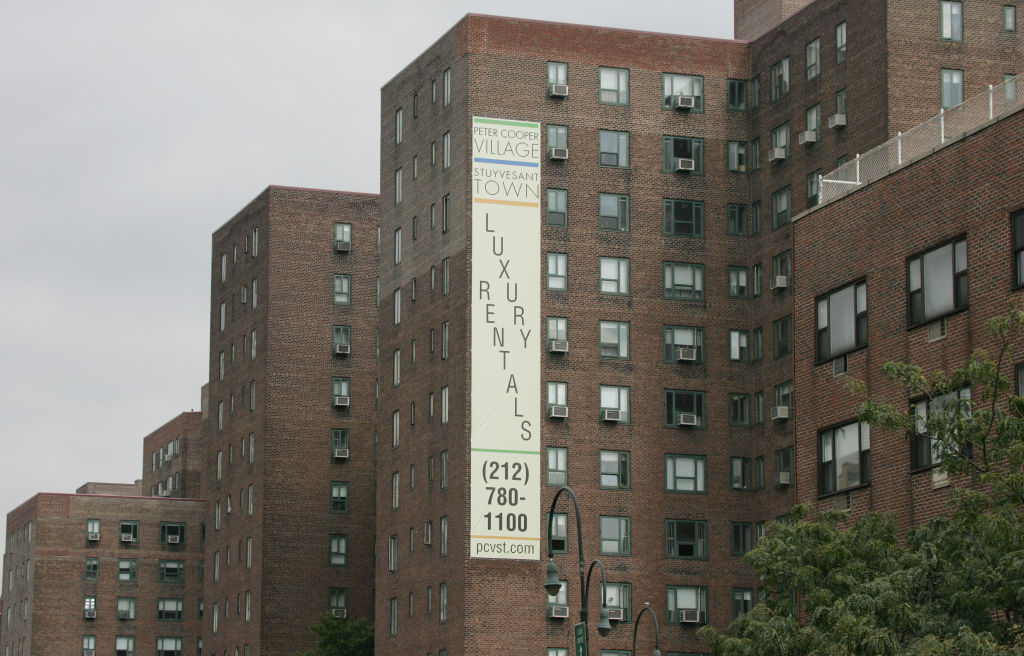 PETER COOPER
VILLAGE
STUYVESANT
TOWN
LUXURY
RENTALS
(212)
780-
1100
pcvst.com